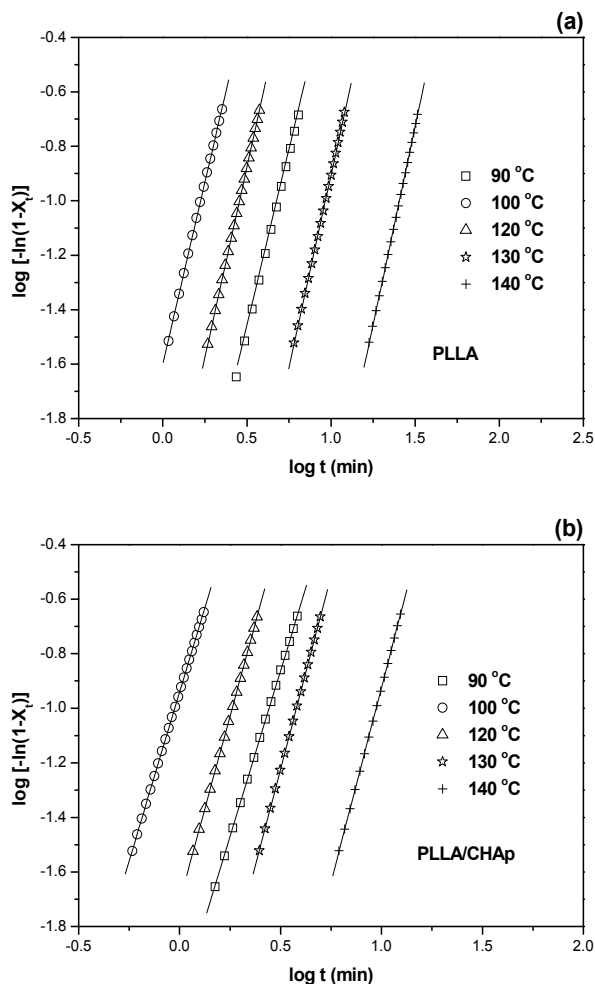 (a)
-0.4
-0.6
-0.8
-1.0
-1.2
-1.4
-1.6
-1.8
log [-ln(1-Xt)]
90 °C
100 °C
120 °C
130 °C
140 °C
PLLA
-0.5 0.0 0.5 1.0 1.5 2.0 2.5
log t (min)
(b)
-0.4
-0.6
-0.8
-1.0
-1.2
-1.4
-1.6
-1.8
log [-ln(1-Xt)]
90 °C
100 °C
120 °C
130 °C
140 °C
PLLA/CHAp
-0.5 0.0 0.5 1.0 1.5 2.0
log t (min)